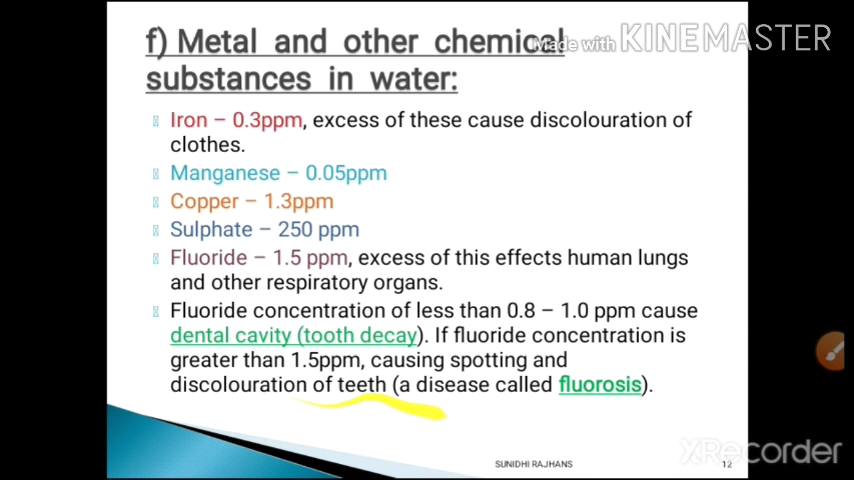 f) Metal and other chemical
Made with KINEMASTER
substances in water:
Iron – 0.3ppm, excess of these cause discolouration of
clothes.
Manganese – 0.05ppm
Copper – 1.3ppm
Sulphate – 250 ppm
Fluoride – 1.5 ppm, excess of this effects human lungs
and other respiratory organs.
Fluoride concentration of less than 0.8 – 1.0 ppm cause
dental cavity (tooth decay). If fluoride concentration is
greater than 1.5ppm, causing spotting and
discolouration of teeth (a disease called fluorosis).
SUNIDHI RAJHANS
12
XRecorder